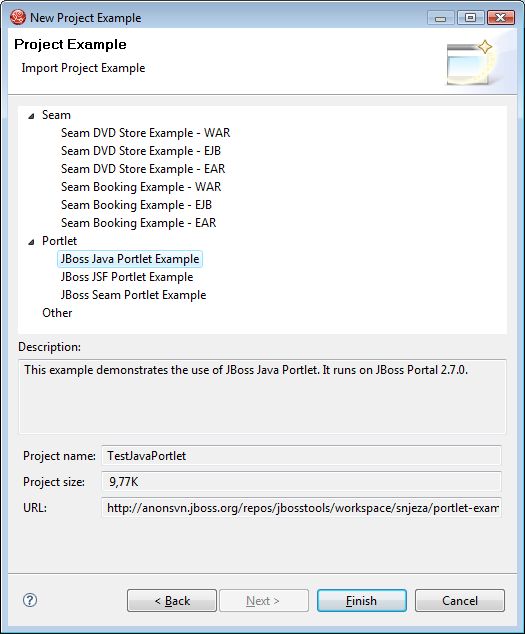 New Project Example
Project Example
Import Project Example
Seam
Seam DVD Store Example - WAR
Seam DVD Store Example - EJB
Seam DVD Store Example - EAR
Seam Booking Example - WAR
Seam Booking Example - EJB
Seam Booking Example - EAR
Portlet
JBoss Java Portlet Example
JBoss JSF Portlet Example
JBoss Seam Portlet Example
Other
Description:
This example demonstrates the use of JBoss Java Portlet. It runs on JBoss Portal 2.7.0.
Project name: TestJavaPortlet
Project size: 9,77K
URL: http://anonsvn.jboss.org/repos/jbosstools/workspace/snjeza/portlet-exam
? < Back Next > Finish Cancel